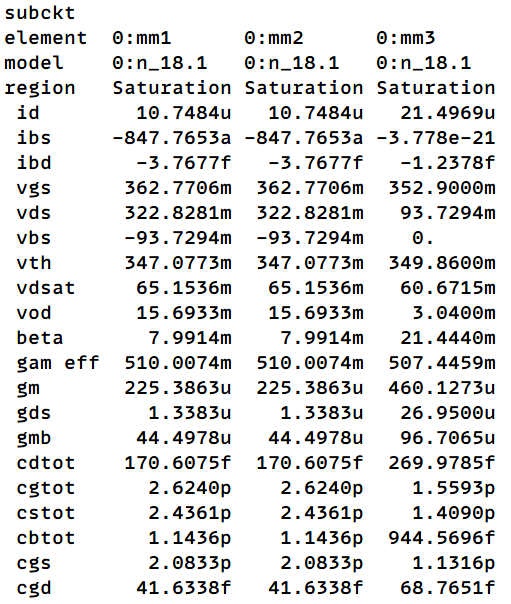 subckt
element 0:mm1 0:mm2 0:mm3
model 0:n_18.1 0:n_18.1 0:n_18.1
region Saturation Saturation Saturation
id 10.7484u 10.7484u 21.4969u
ibs -847.7653a -847.7653a -3.778e-21
ibd -3.7677f -3.7677f -1.2378f
vgs 362.7706m 362.7706m 352.9000m
vds 322.8281m 322.8281m 93.7294m
vbs -93.7294m -93.7294m 0.
vth 347.0773m 347.0773m 349.8600m
vdsat 65.1536m 65.1536m 60.6715m
vod 15.6933m 15.6933m 3.0400m
beta 7.9914m 7.9914m 21.4440m
gam eff 510.0074m 510.0074m 507.4459m
gm 225.3863u 225.3863u 460.1273u
gds 1.3383u 1.3383u 26.9500u
gmb 44.4978u 44.4978u 96.7065u
cdtot 170.6075f 170.6075f 269.9785f
cgtot 2.6240p 2.6240p 1.5593p
cstot 2.4361p 2.4361p 1.4090p
cbtot 1.1436p 1.1436p 944.5696f
cgs 2.0833p 2.0833p 1.1316p
cgd 41.6338f 41.6338f 68.7651f